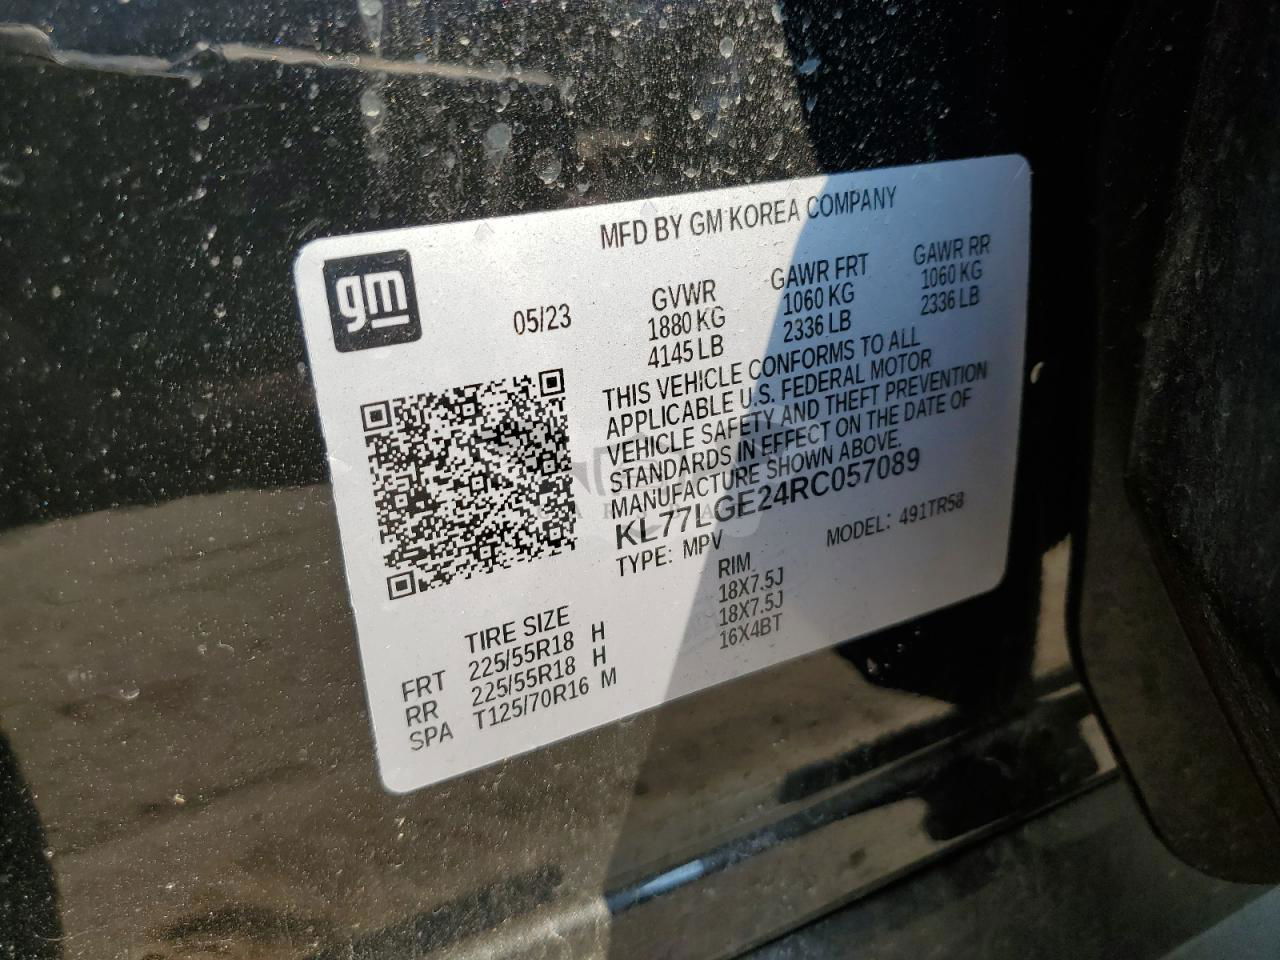 MFD BY GM KOREA COMPANY
gm
05/23
GVWR GAWR FRT GAWR RR
1880 KG 1060 KG 1060 KG
4145 LB 2336 LB 2336 LB
THIS VEHICLE CONFORMS TO ALL
APPLICABLE U.S. FEDERAL MOTOR
VEHICLE SAFETY AND THEFT PREVENTION
STANDARDS IN EFFECT ON THE DATE OF
MANUFACTURE SHOWN ABOVE.
KL77LGE24RC057089
TYPE: MPV MODEL: 491TR58
TIRE SIZE RIM
FRT 225/55R18 H 18X7.5J
RR 225/55R18 H 18X7.5J
SPA T125/70R16 M 16X4BT